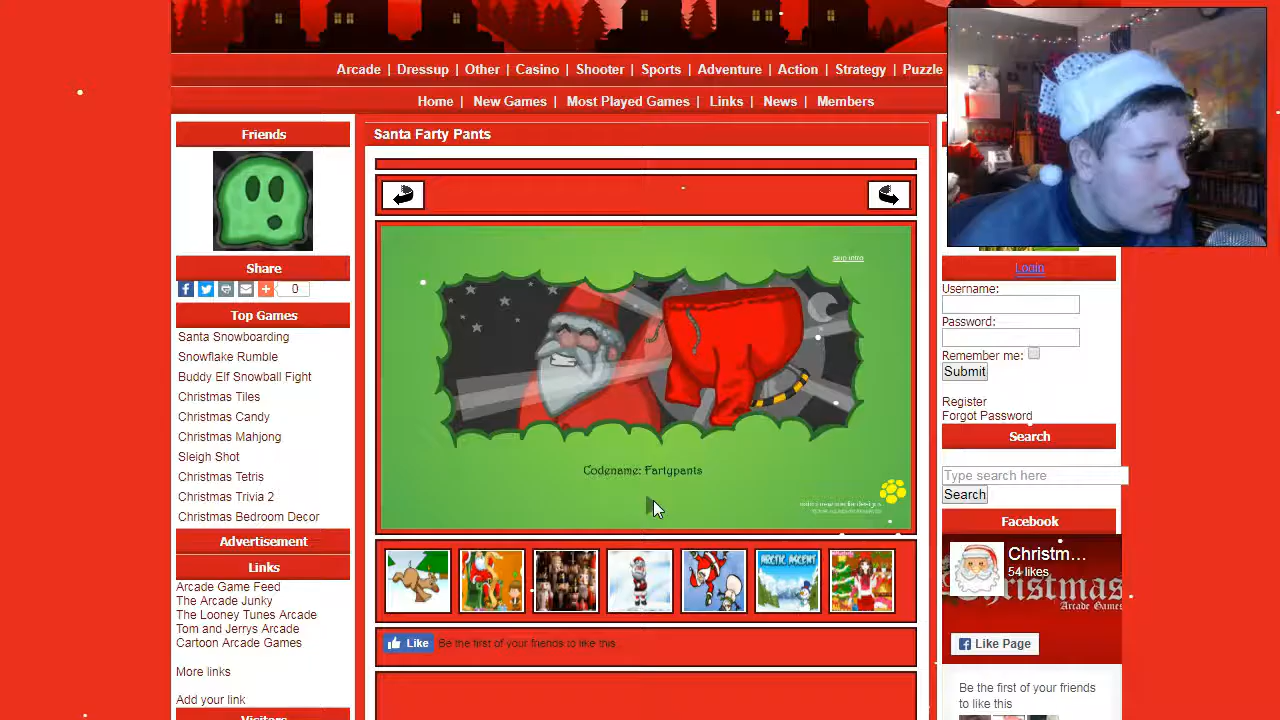 Arcade | Dressup | Other | Casino | Shooter | Sports | Adventure | Action | Strategy | Puzzle
Home | New Games | Most Played Games | Links | News | Members
Friends
Share
0
Top Games
Santa Snowboarding
Snowflake Rumble
Buddy Elf Snowball Fight
Christmas Tiles
Christmas Candy
Christmas Mahjong
Sleigh Shot
Christmas Tetris
Christmas Trivia 2
Christmas Bedroom Decor
Advertisement
Links
Arcade Game Feed
The Arcade Junky
The Looney Tunes Arcade
Tom and Jerrys Arcade
Cartoon Arcade Games
More links
Add your link
Visitors
Santa Farty Pants
skip intro
Codename: Fartypants
ARCTIC ASCENT
Like Be the first of your friends to like this.
Login
Username:
Password:
Remember me:
Submit
Register
Forgot Password
Search
Type search here
Search
Facebook
Christm...
54 likes
Christmas
Arcade Games
Like Page
Be the first of your friends
to like this